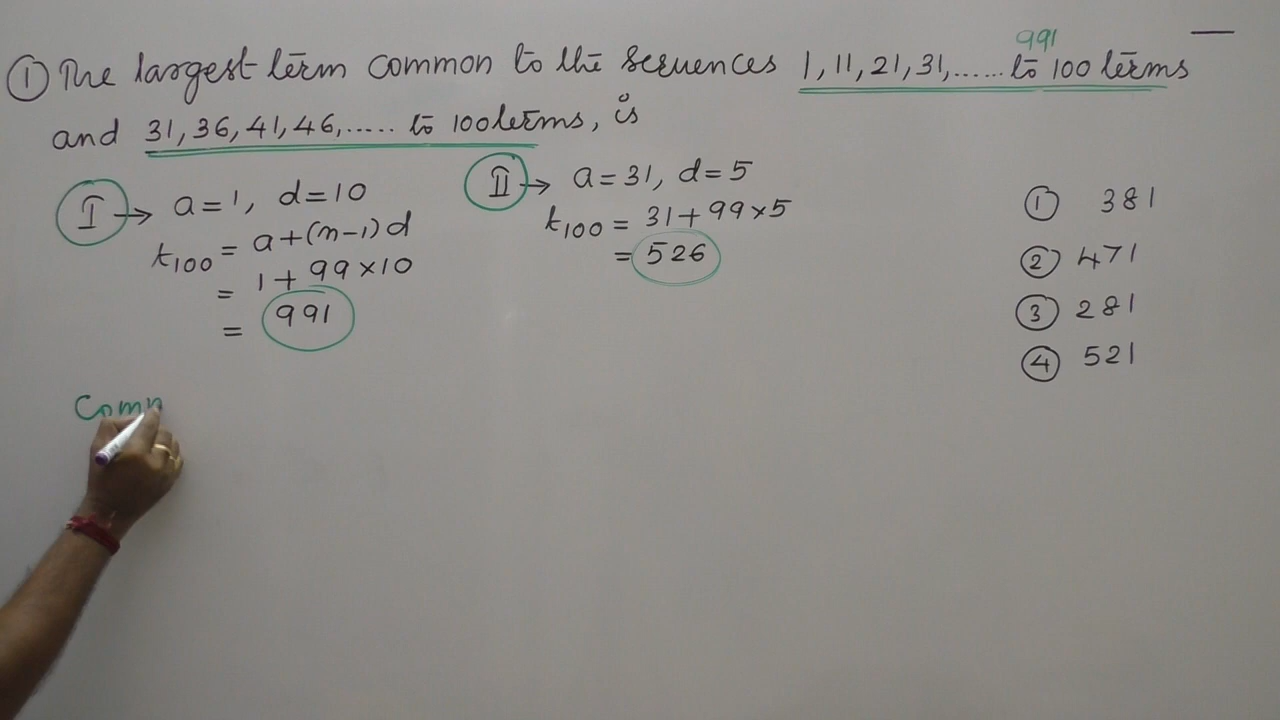 ① The largest term common to the sequences 1, 11, 21, 31, ...... to 100 terms
991
and 31, 36, 41, 46, ..... to 100 terms, is
I → a = 1, d = 10
t100 = a + (n-1) d
= 1 + 99 × 10
= 991
II → a = 31, d = 5
t100 = 31 + 99 × 5
= 526
① 381
② 471
③ 281
④ 521
Comm